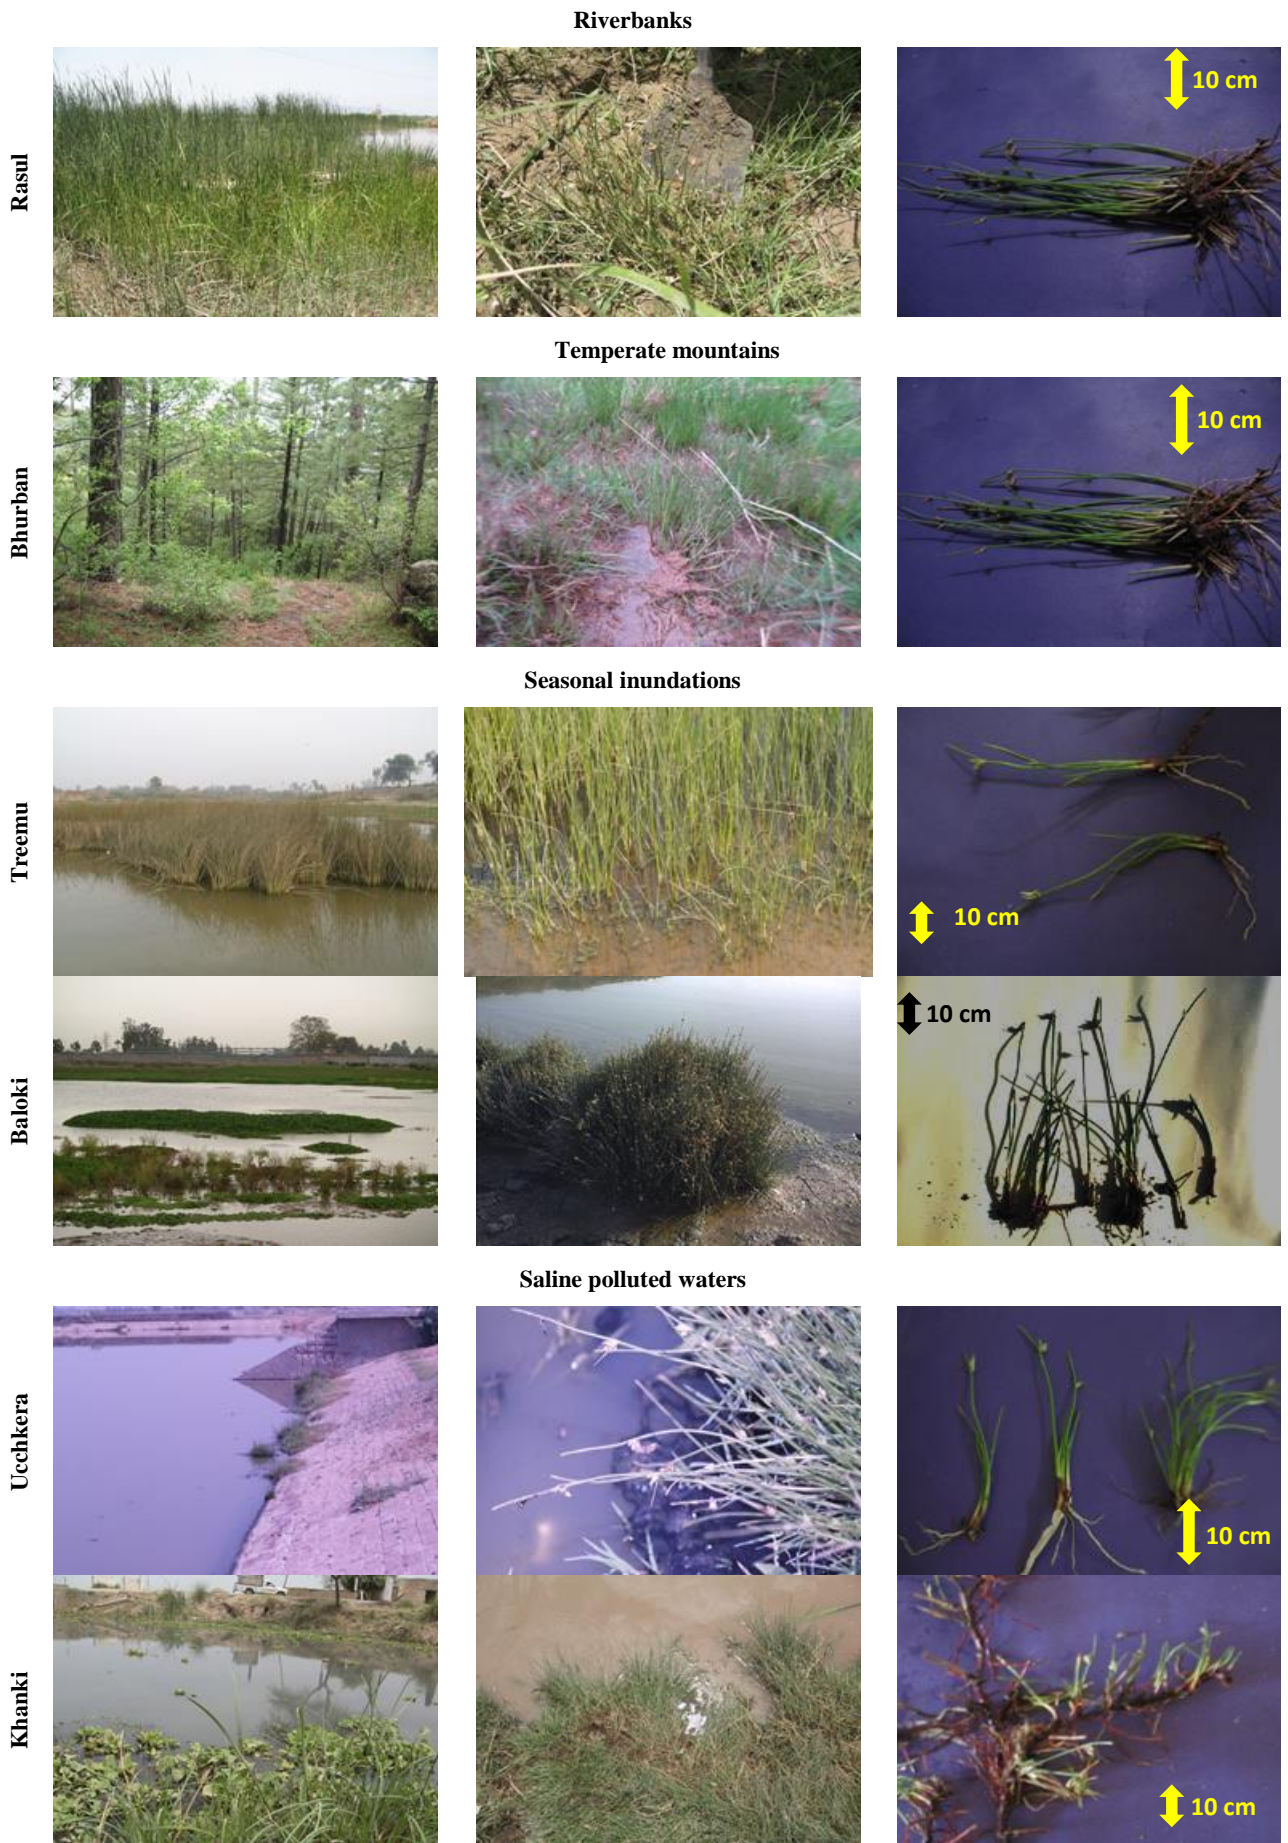 Riverbanks
Rasul
10 cm
Temperate mountains
Bhurban
10 cm
Seasonal inundations
Treemu
10 cm
Baloki
10 cm
Saline polluted waters
Ucchkera
10 cm
Khanki
10 cm